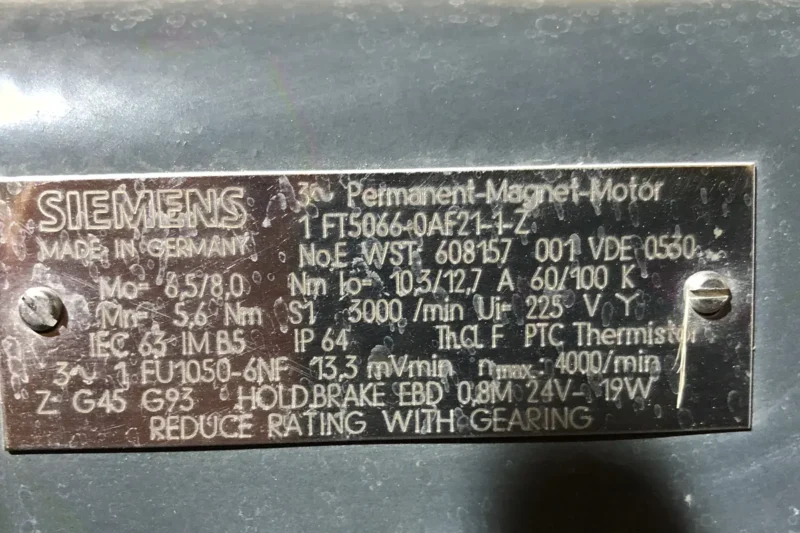 SIEMENS 3~ Permanent-Magnet-Motor
1 FT5066-0AF21-1-Z
MADE IN GERMANY No.E WST 608157 001 VDE 0530
Mo= 6,5/8,0 Nm Io= 10,3/12,7 A 60/100 K
Mn= 5,6 Nm S1 3000 /min Ui= 225 V Y
IEC 63 IM B5 IP 64 Th.Cl. F PTC Thermistor
3~ 1 FU1050-6NF 13,3 mV/min nmax.: 4000/min
Z: G45 G93 HOLD.BRAKE EBD 0,8M 24V- 19W
REDUCE RATING WITH GEARING